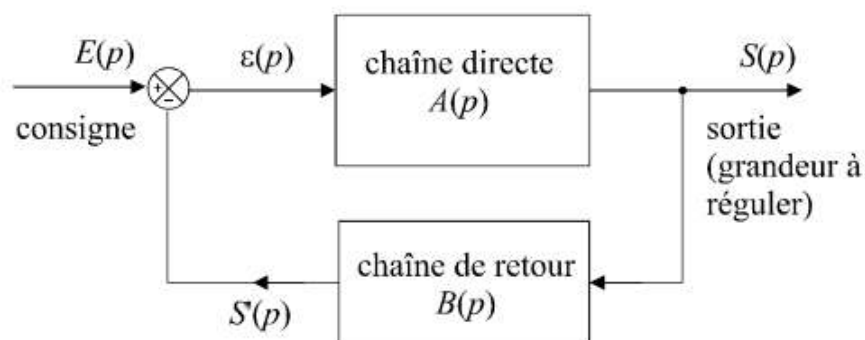 E(p)
ε(p)
chaîne directe
A(p)
S(p)
+
−
consigne
sortie
(grandeur à
réguler)
chaîne de retour
B(p)
S'(p)